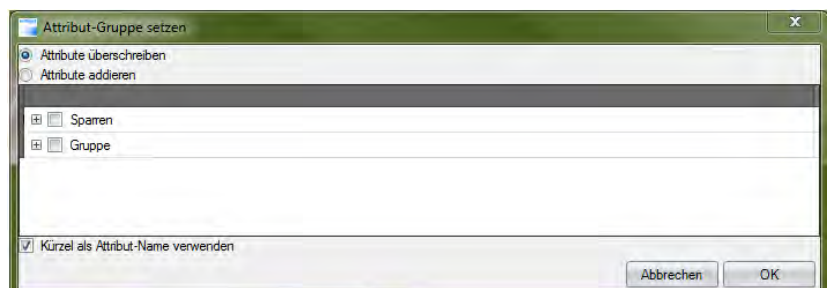 Attribut-Gruppe setzen
Attribute überschreiben
Attribute addieren
Sparren
Gruppe
Kürzel als Attribut-Name verwenden
Abbrechen OK